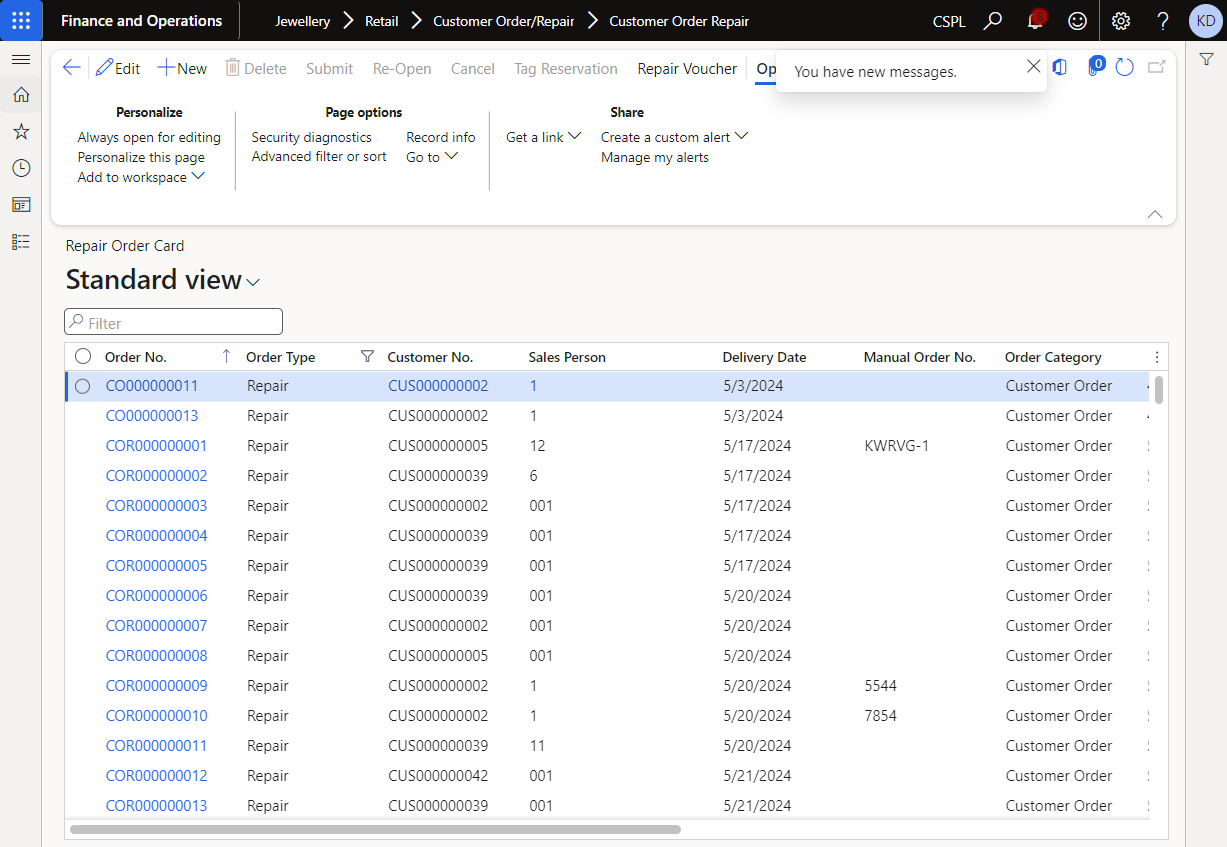 Finance and Operations Jewellery Retail Customer Order/Repair Customer Order Repair CSPL ? KD
Edit New Delete Submit Re-Open Cancel Tag Reservation Repair Voucher Op You have new messages. 0
Personalize Page options Share
Always open for editing Security diagnostics Record info Get a link Create a custom alert
Personalize this page Advanced filter or sort Go to Manage my alerts
Add to workspace
Repair Order Card
Standard view
Filter
Order No. Order Type Customer No. Sales Person Delivery Date Manual Order No. Order Category
CO000000011 Repair CUS000000002 1 5/3/2024 Customer Order
CO000000013 Repair CUS000000002 1 5/3/2024 Customer Order
COR000000001 Repair CUS000000005 12 5/17/2024 KWRVG-1 Customer Order
COR000000002 Repair CUS000000039 6 5/17/2024 Customer Order
COR000000003 Repair CUS000000002 001 5/17/2024 Customer Order
COR000000004 Repair CUS000000039 001 5/17/2024 Customer Order
COR000000005 Repair CUS000000039 001 5/17/2024 Customer Order
COR000000006 Repair CUS000000039 001 5/20/2024 Customer Order
COR000000007 Repair CUS000000002 001 5/20/2024 Customer Order
COR000000008 Repair CUS000000005 001 5/20/2024 Customer Order
COR000000009 Repair CUS000000002 1 5/20/2024 5544 Customer Order
COR000000010 Repair CUS000000002 1 5/20/2024 7854 Customer Order
COR000000011 Repair CUS000000039 11 5/20/2024 Customer Order
COR000000012 Repair CUS000000042 001 5/21/2024 Customer Order
COR000000013 Repair CUS000000039 001 5/21/2024 Customer Order